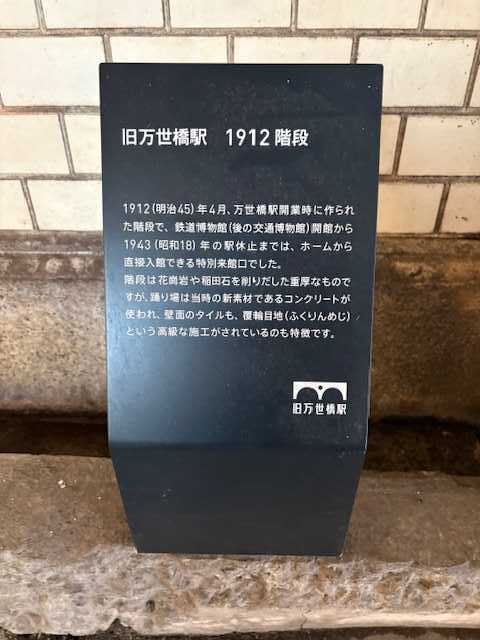 旧万世橋駅 1912 階段
1912(明治45)年4月、万世橋駅開業時に作られ
た階段で、鉄道博物館(後の交通博物館)開館から
1943(昭和18)年の駅休止までは、ホームから
直接入館できる特別来館口でした。
階段は花崗岩や稲田石を削りだした重厚なもので
すが、踊り場は当時の新素材であるコンクリートが
使われ、壁面のタイルも、覆輪目地(ふくりんめじ)
という高級な施工がされているのも特徴です。
旧万世橋駅